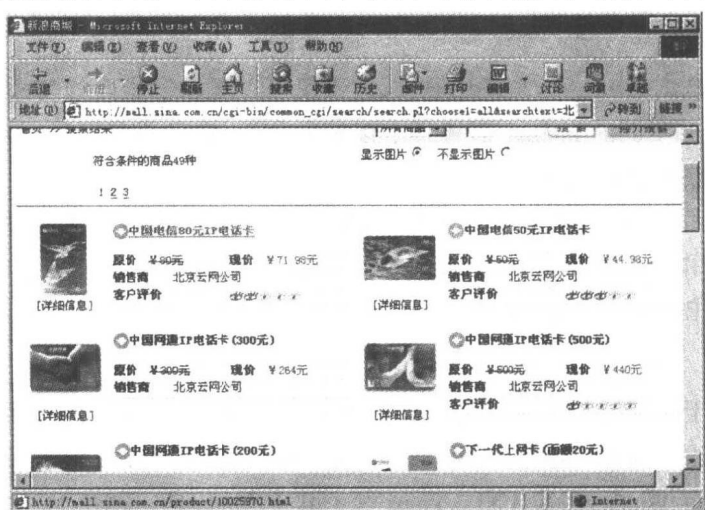 新浪商城 - Microsoft Internet Explorer
文件(F) 编辑(E) 查看(V) 收藏(A) 工具(T) 帮助(H)
后退 前进 停止 刷新 主页 搜索 收藏 历史 邮件 打印 编辑 讨论
地址(D) http://mall.sina.com.cn/cgi-bin/common_cgi/search/search.pl?choose1=all&searchtext=北 转到 链接 »
首页 >> 搜索结果
显示图片 不显示图片
符合条件的商品49种
1 2 3
中国电信80元IP电话卡
原价 ￥80元 现价 ￥71.98元
销售商 北京云网公司
客户评价
[详细信息]
中国电信50元IP电话卡
原价 ￥50元 现价 ￥44.98元
销售商 北京云网公司
客户评价
[详细信息]
中国网通IP电话卡(300元)
原价 ￥300元 现价 ￥264元
销售商 北京云网公司
[详细信息]
中国网通IP电话卡(500元)
原价 ￥500元 现价 ￥440元
销售商 北京云网公司
客户评价
[详细信息]
中国网通IP电话卡(200元)
下一代上网卡(面额20元)
http://mall.sina.com.cn/product/10025970.html
Internet